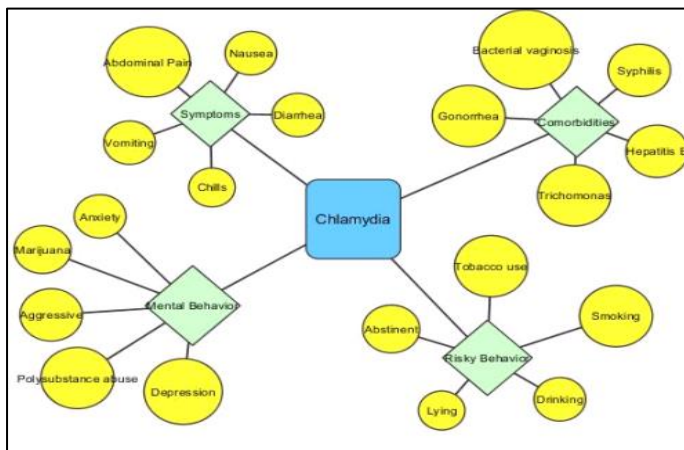 Abdominal Pain
Nausea
Symptoms
Diarrhea
Vomiting
Chills
Bacterial vaginosis
Syphilis
Gonorrhea
Comorbidities
Hepatitis B
Trichomonas
Chlamydia
Anxiety
Marijuana
Mental Behavior
Aggressive
Polysubstance abuse
Depression
Tobacco use
Smoking
Abstinent
Risky Behavior
Lying
Drinking